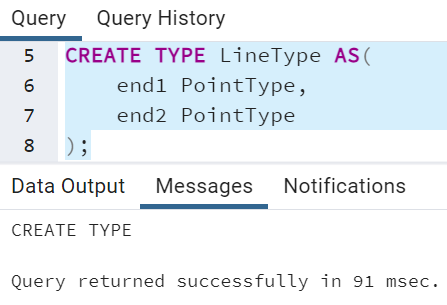 Query Query History
5 CREATE TYPE LineType AS(
6 end1 PointType,
7 end2 PointType
8 );
Data Output Messages Notifications
CREATE TYPE
Query returned successfully in 91 msec.